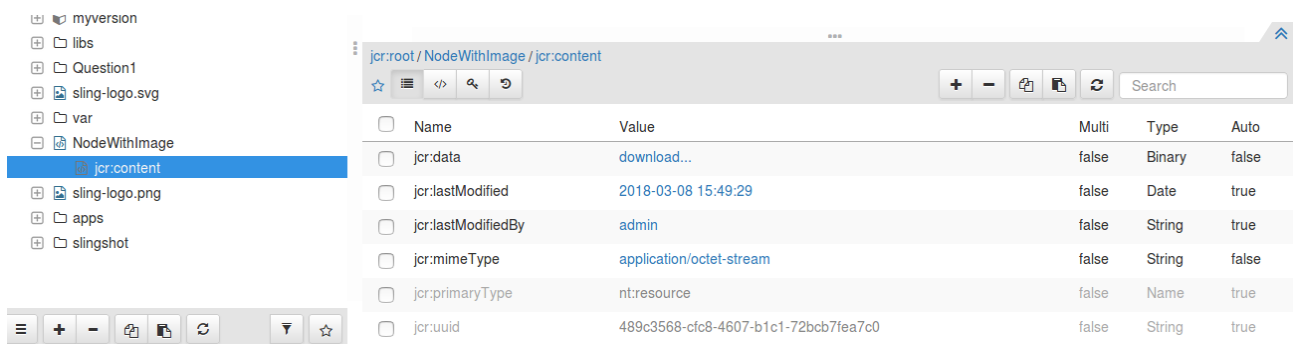 myversion
libs
Question1
sling-logo.svg
var
NodeWithImage
jcr:content
sling-logo.png
apps
slingshot
jcr:root / NodeWithImage / jcr:content
Search
Name Value Multi Type Auto
jcr:data download... false Binary false
jcr:lastModified 2018-03-08 15:49:29 false Date true
jcr:lastModifiedBy admin false String true
jcr:mimeType application/octet-stream false String false
jcr:primaryType nt:resource false Name true
jcr:uuid 489c3568-cfc8-4607-b1c1-72bcb7fea7c0 false String true